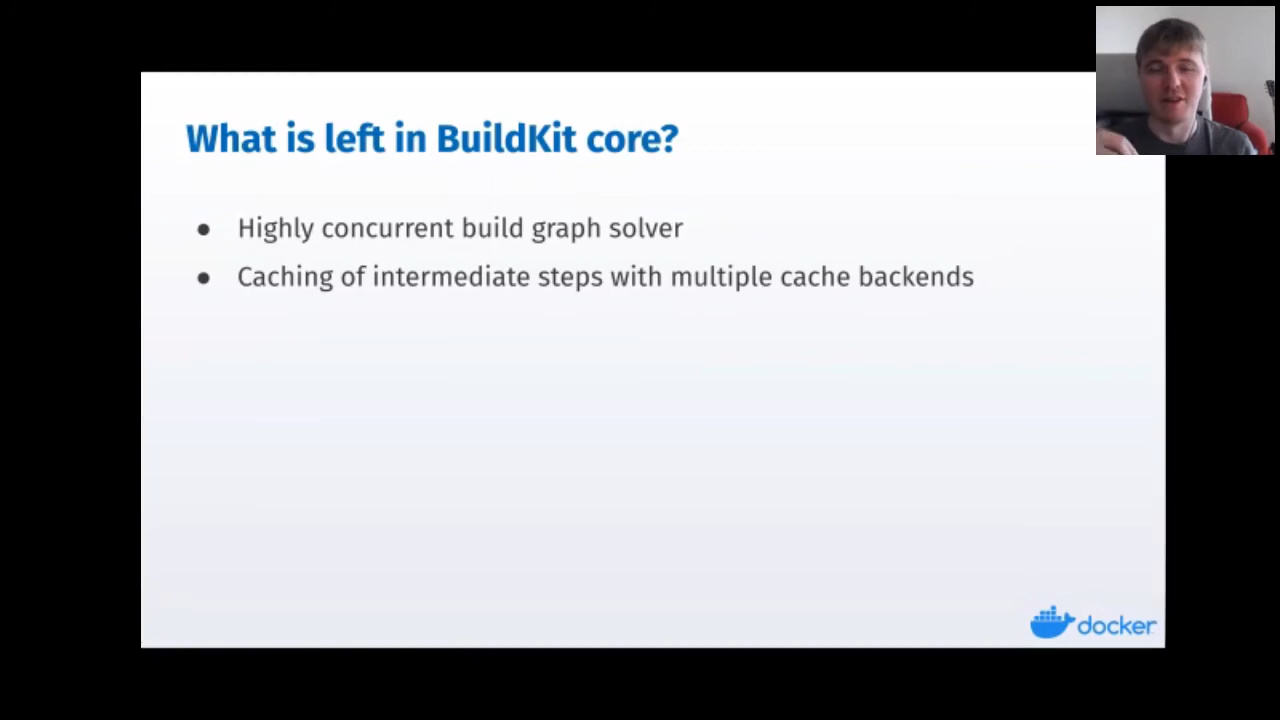 What is left in BuildKit core?
● Highly concurrent build graph solver
● Caching of intermediate steps with multiple cache backends
docker